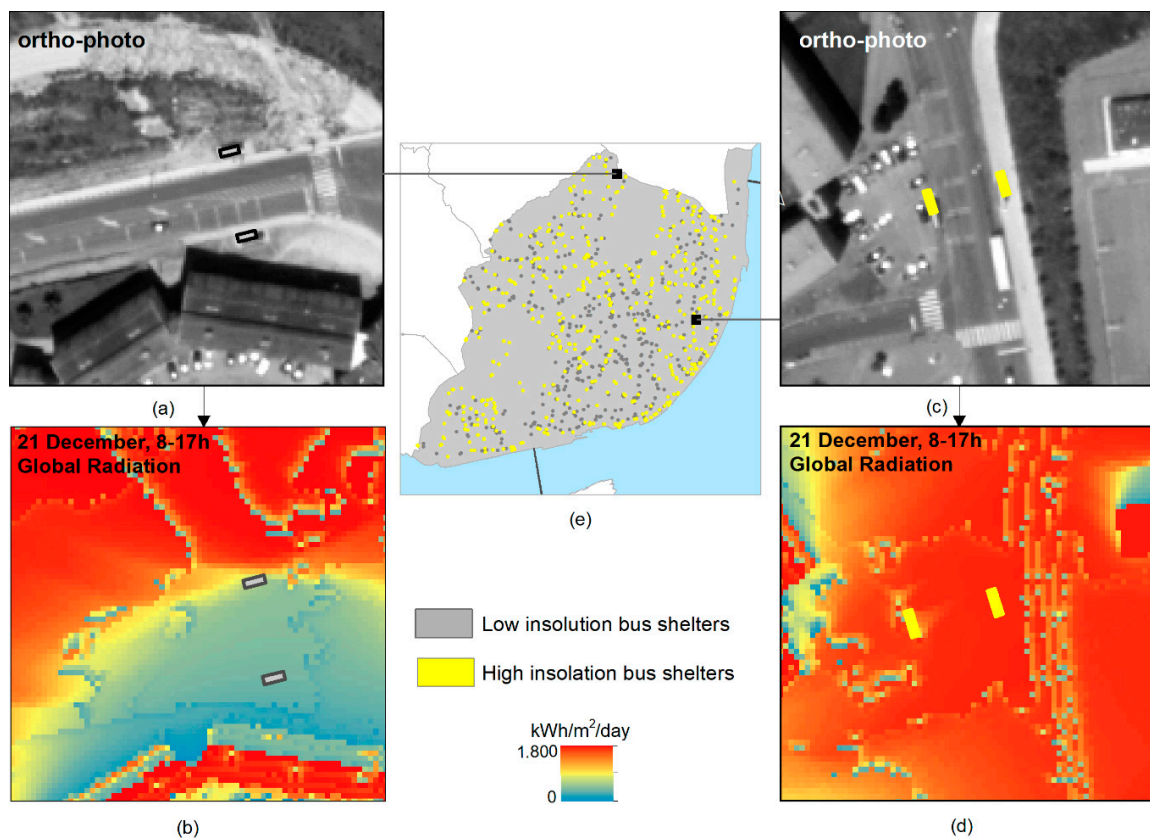 ortho-photo
(a)
21 December, 8-17h
Global Radiation
(b)
(e)
Low insolution bus shelters
High insolation bus shelters
kWh/m²/day
1.800
0
ortho-photo
(c)
21 December, 8-17h
Global Radiation
(d)